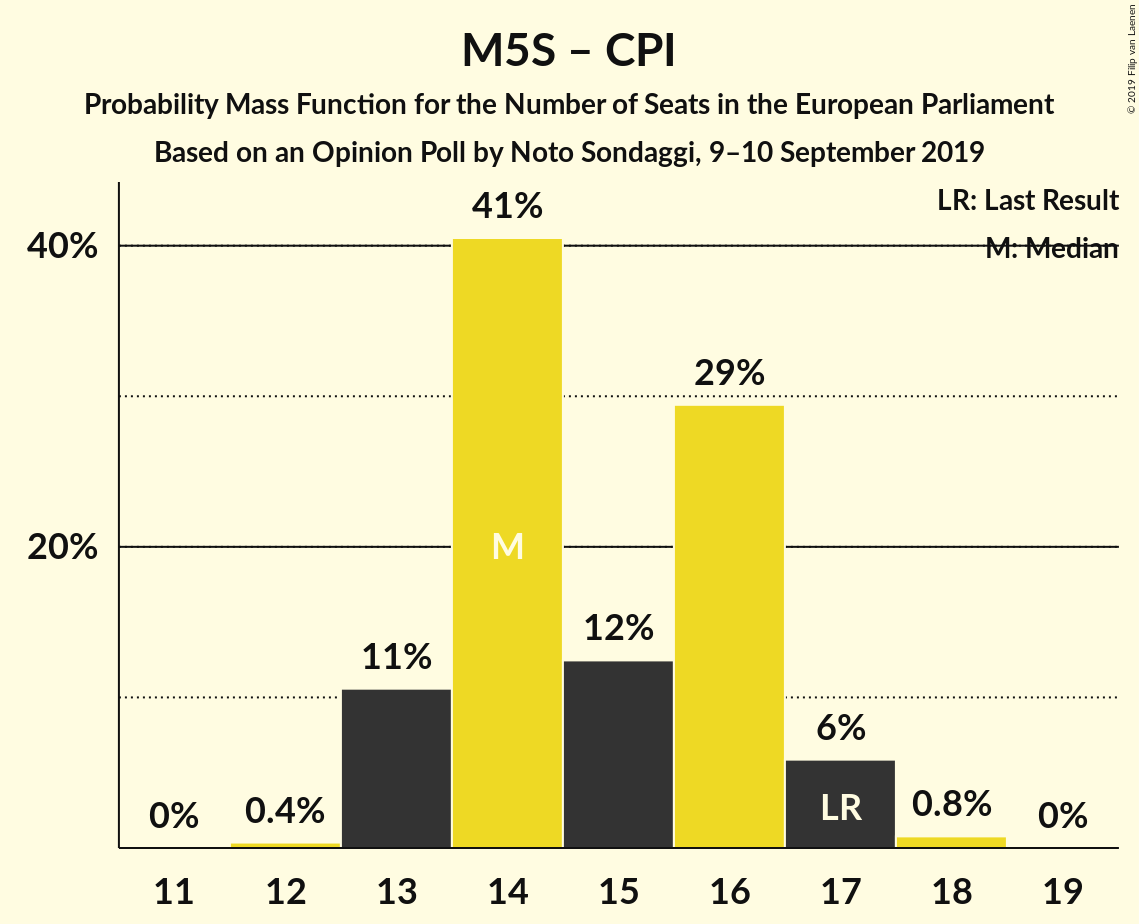 M5S – CPI
Probability Mass Function for the Number of Seats in the European Parliament
Based on an Opinion Poll by Noto Sondaggi, 9–10 September 2019
© 2019 Filip van Laenen
LR: Last Result
M: Median
40%
20%
0%
0.4%
11%
41%
12%
29%
6%
0.8%
0%
M
LR
11 12 13 14 15 16 17 18 19